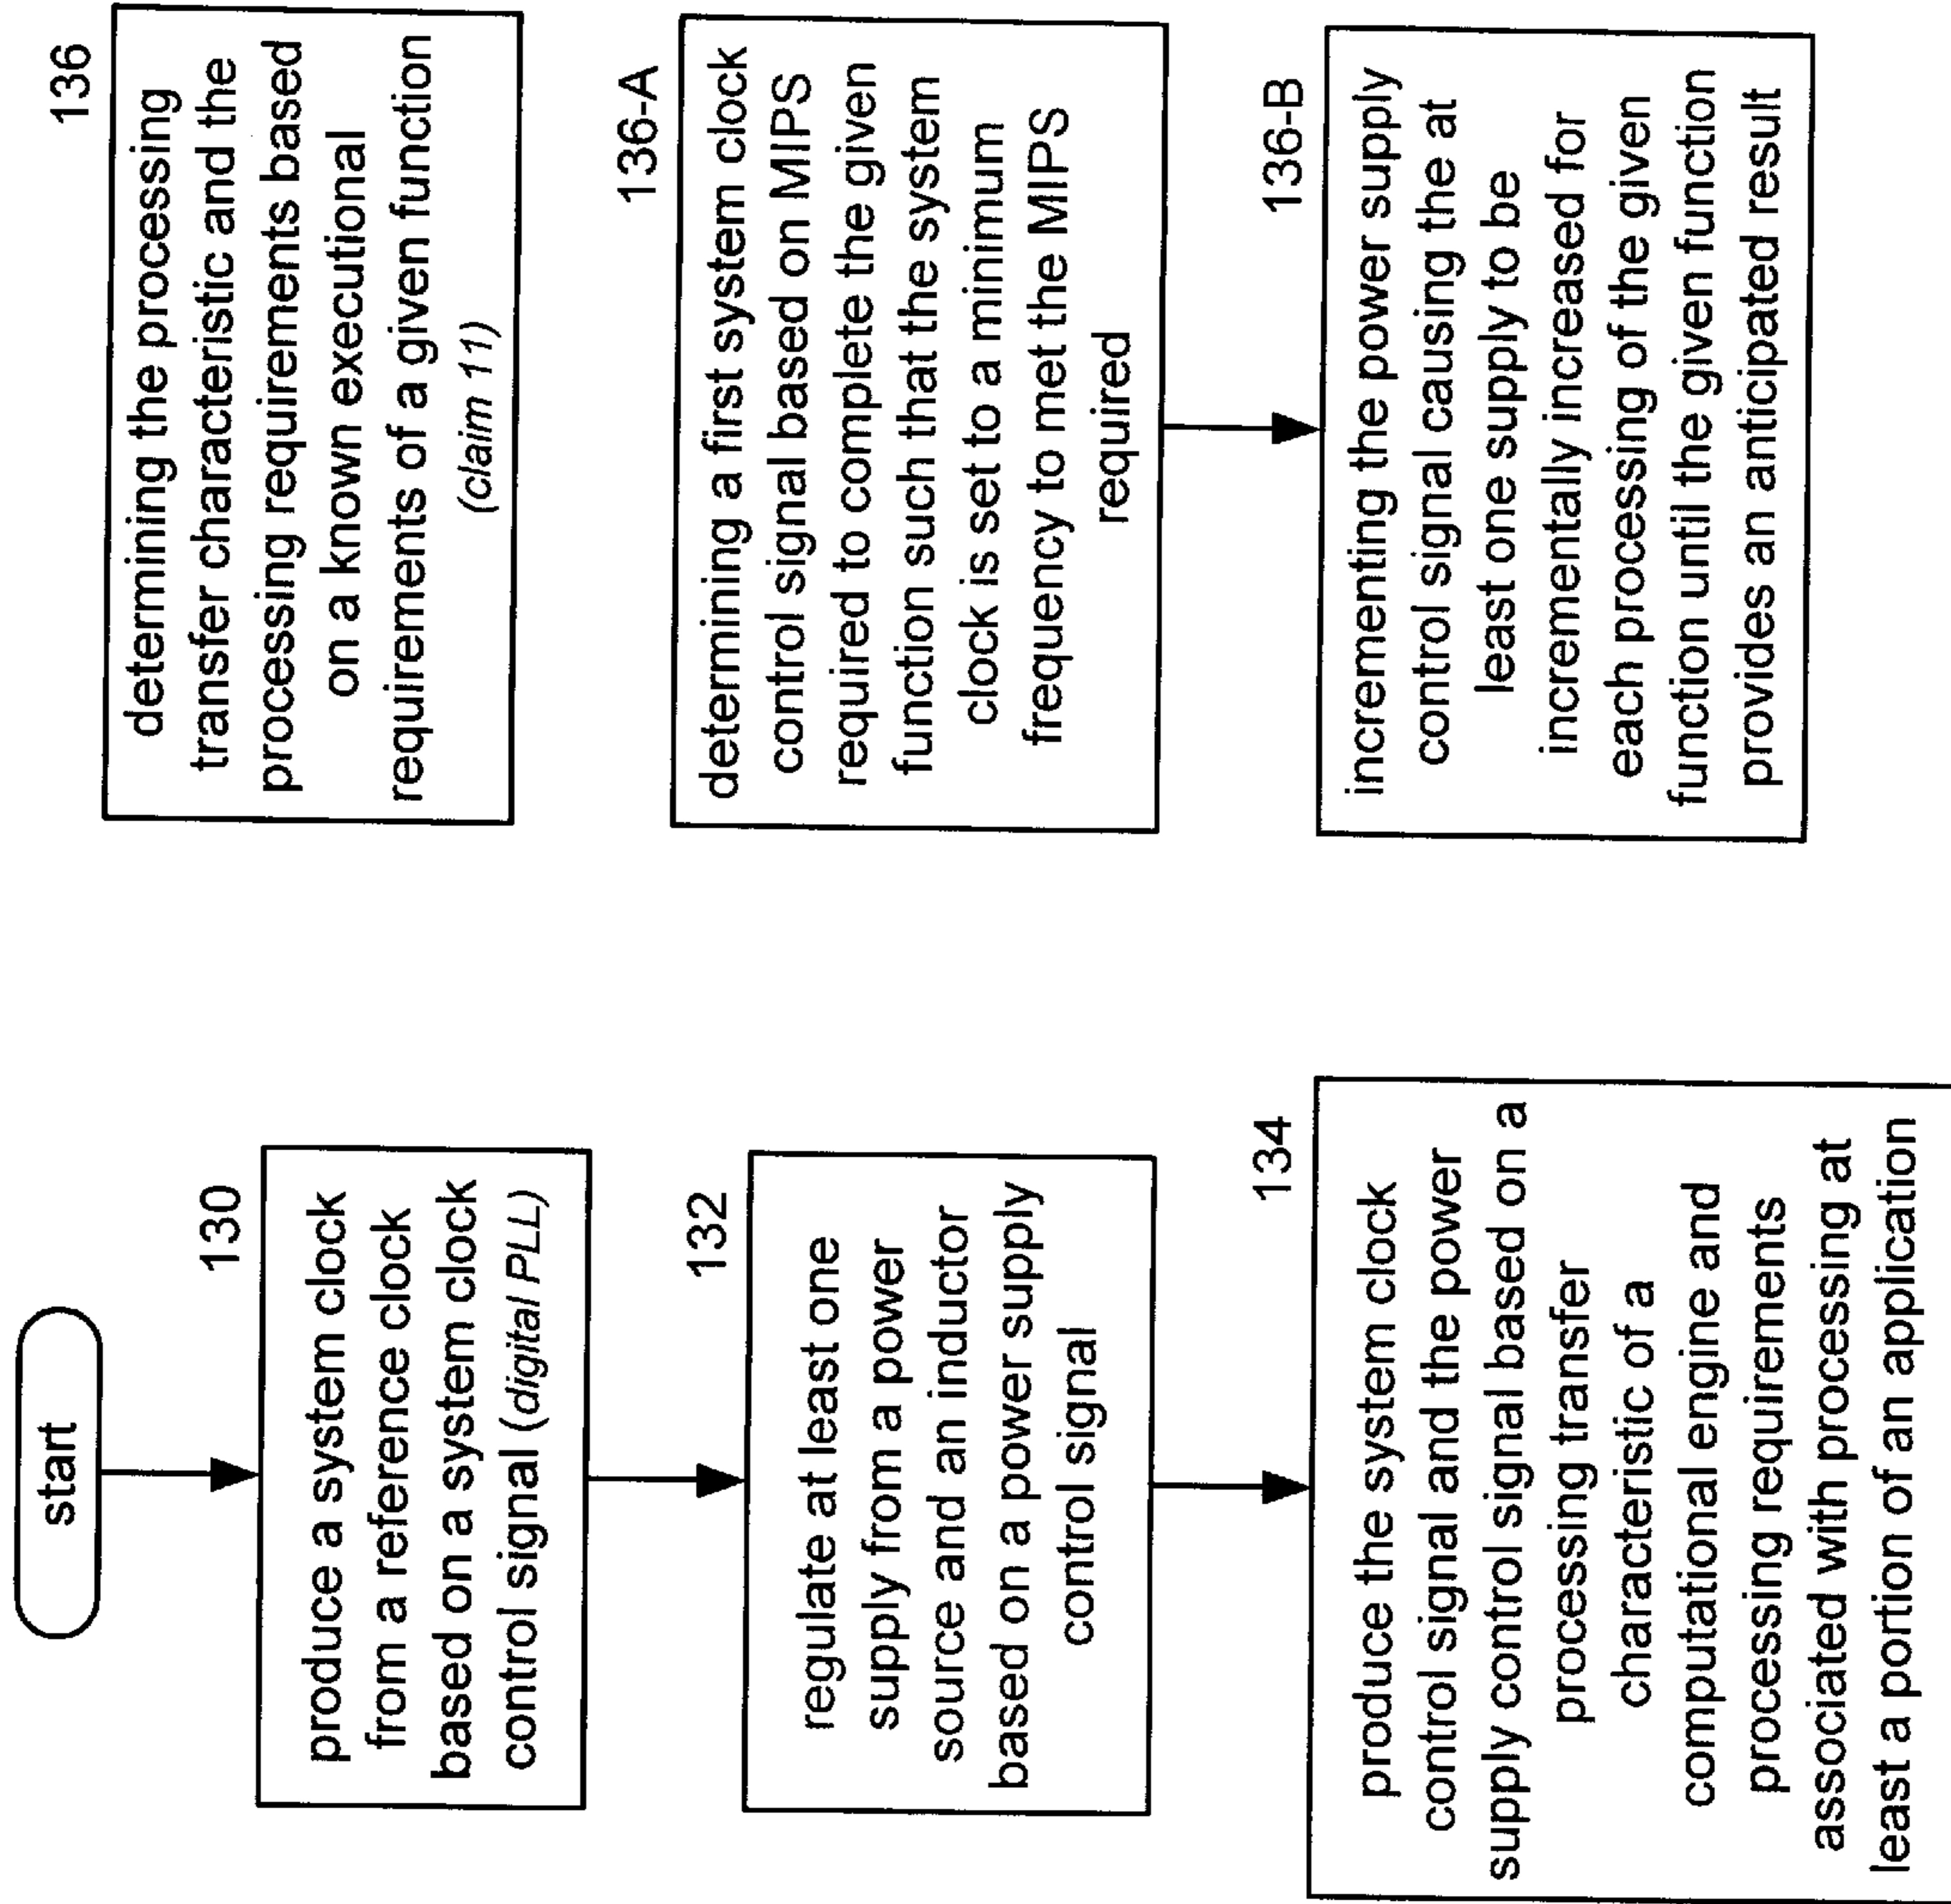 start
130
produce a system clock
from a reference clock
based on a system clock
control signal (digital PLL)
132
regulate at least one
supply from a power
source and an inductor
based on a power supply
control signal
134
produce the system clock
control signal and the power
supply control signal based on a
processing transfer
characteristic of a
computational engine and
processing requirements
associated with processing at
least a portion of an application
136
determining the processing
transfer characteristic and the
processing requirements based
on a known executional
requirements of a given function
(claim 11)
136-A
determining a first system clock
control signal based on MIPS
required to complete the given
function such that the system
clock is set to a minimum
frequency to met the MIPS
required
136-B
incrementing the power supply
control signal causing the at
least one supply to be
incrementally increased for
each processing of the given
function until the given function
provides an anticipated result